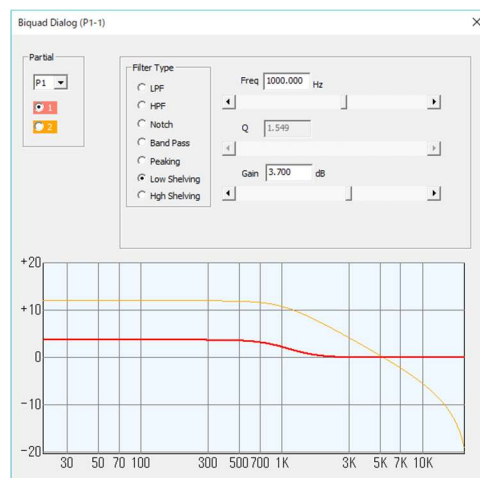 Biquad Dialog (P1-1)
Partial
P1
1
2
Filter Type
LPF
HPF
Notch
Band Pass
Peaking
Low Shelving
Hgh Shelving
Freq 1000.000 Hz
Q 1.549
Gain 3.700 dB
+20
+10
0
-10
-20
30 50 70 100 300 500 700 1K 3K 5K 7K 10K